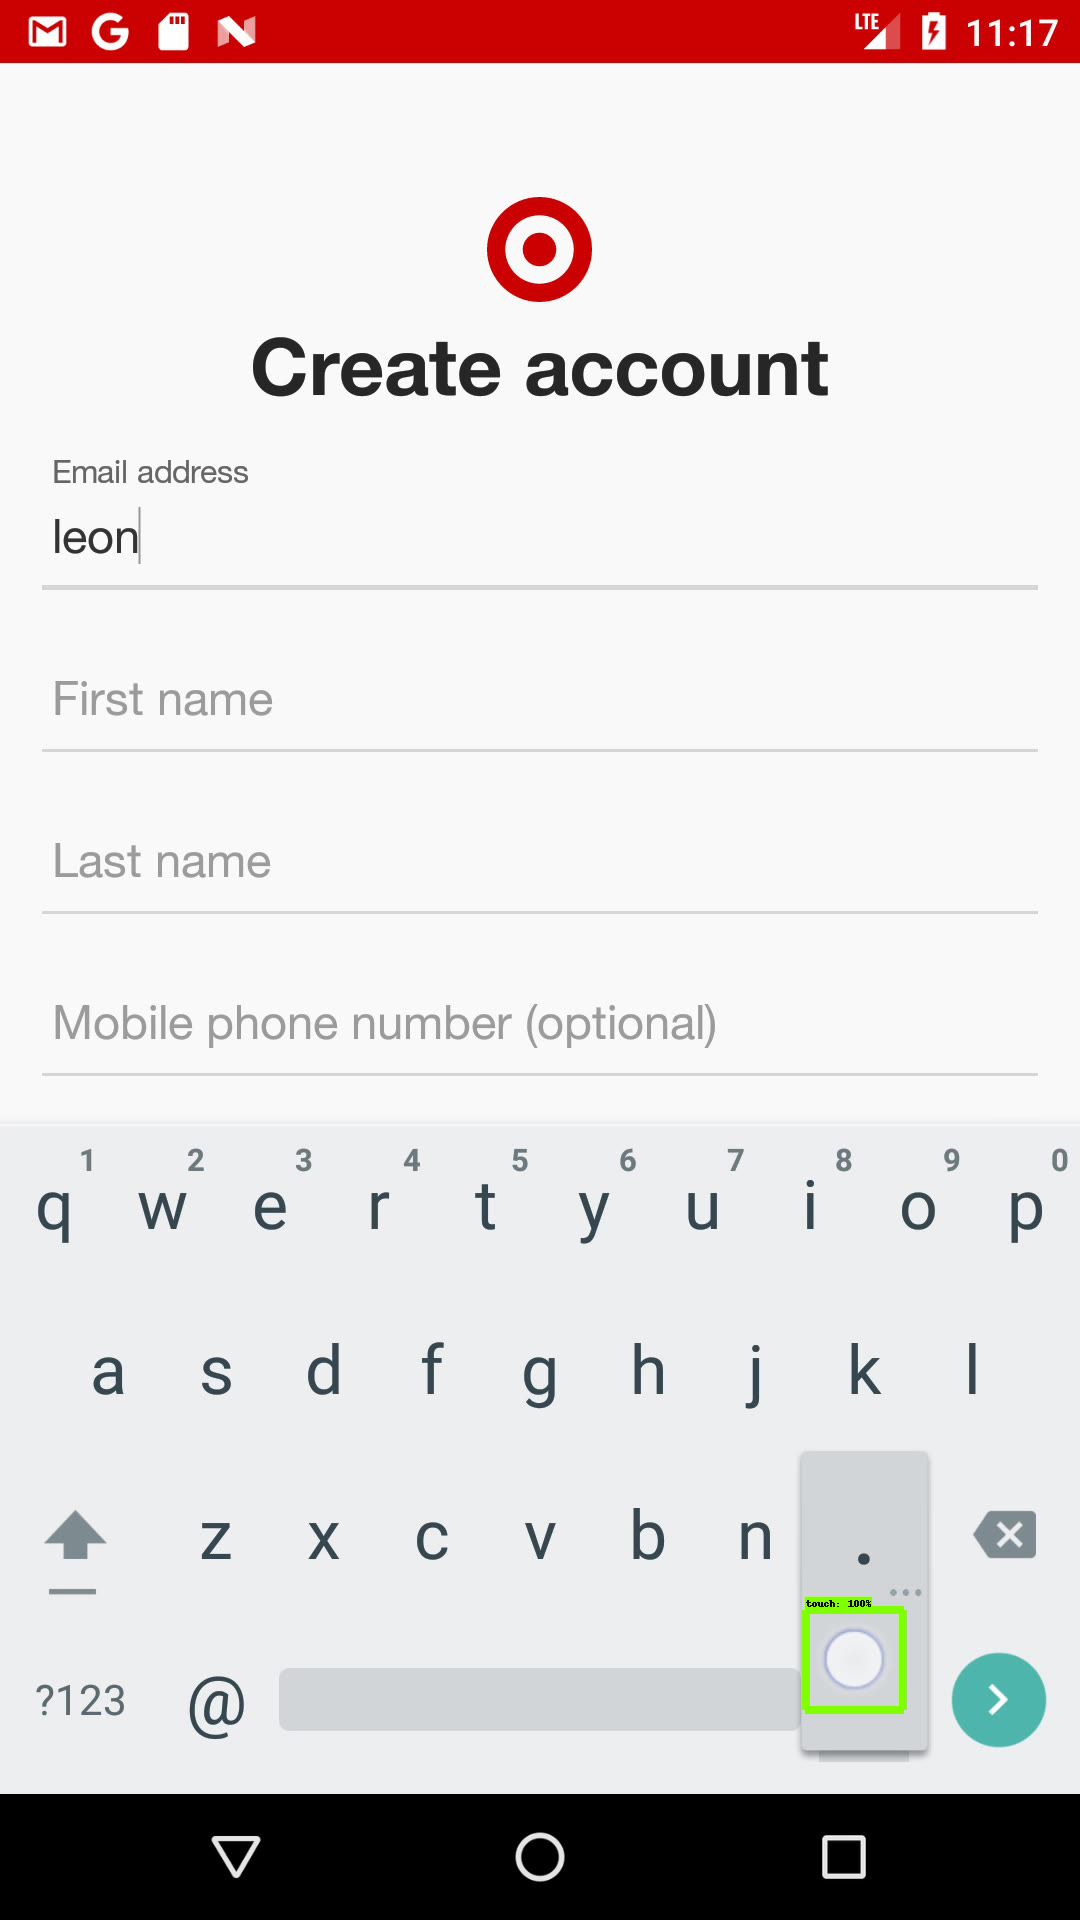 LTE 11:17
Create account
Email address
leon
First name
Last name
Mobile phone number (optional)
1 2 3 4 5 6 7 8 9 0
q w e r t y u i o p
a s d f g h j k l
z x c v b n .
touch: 100%
?123 @